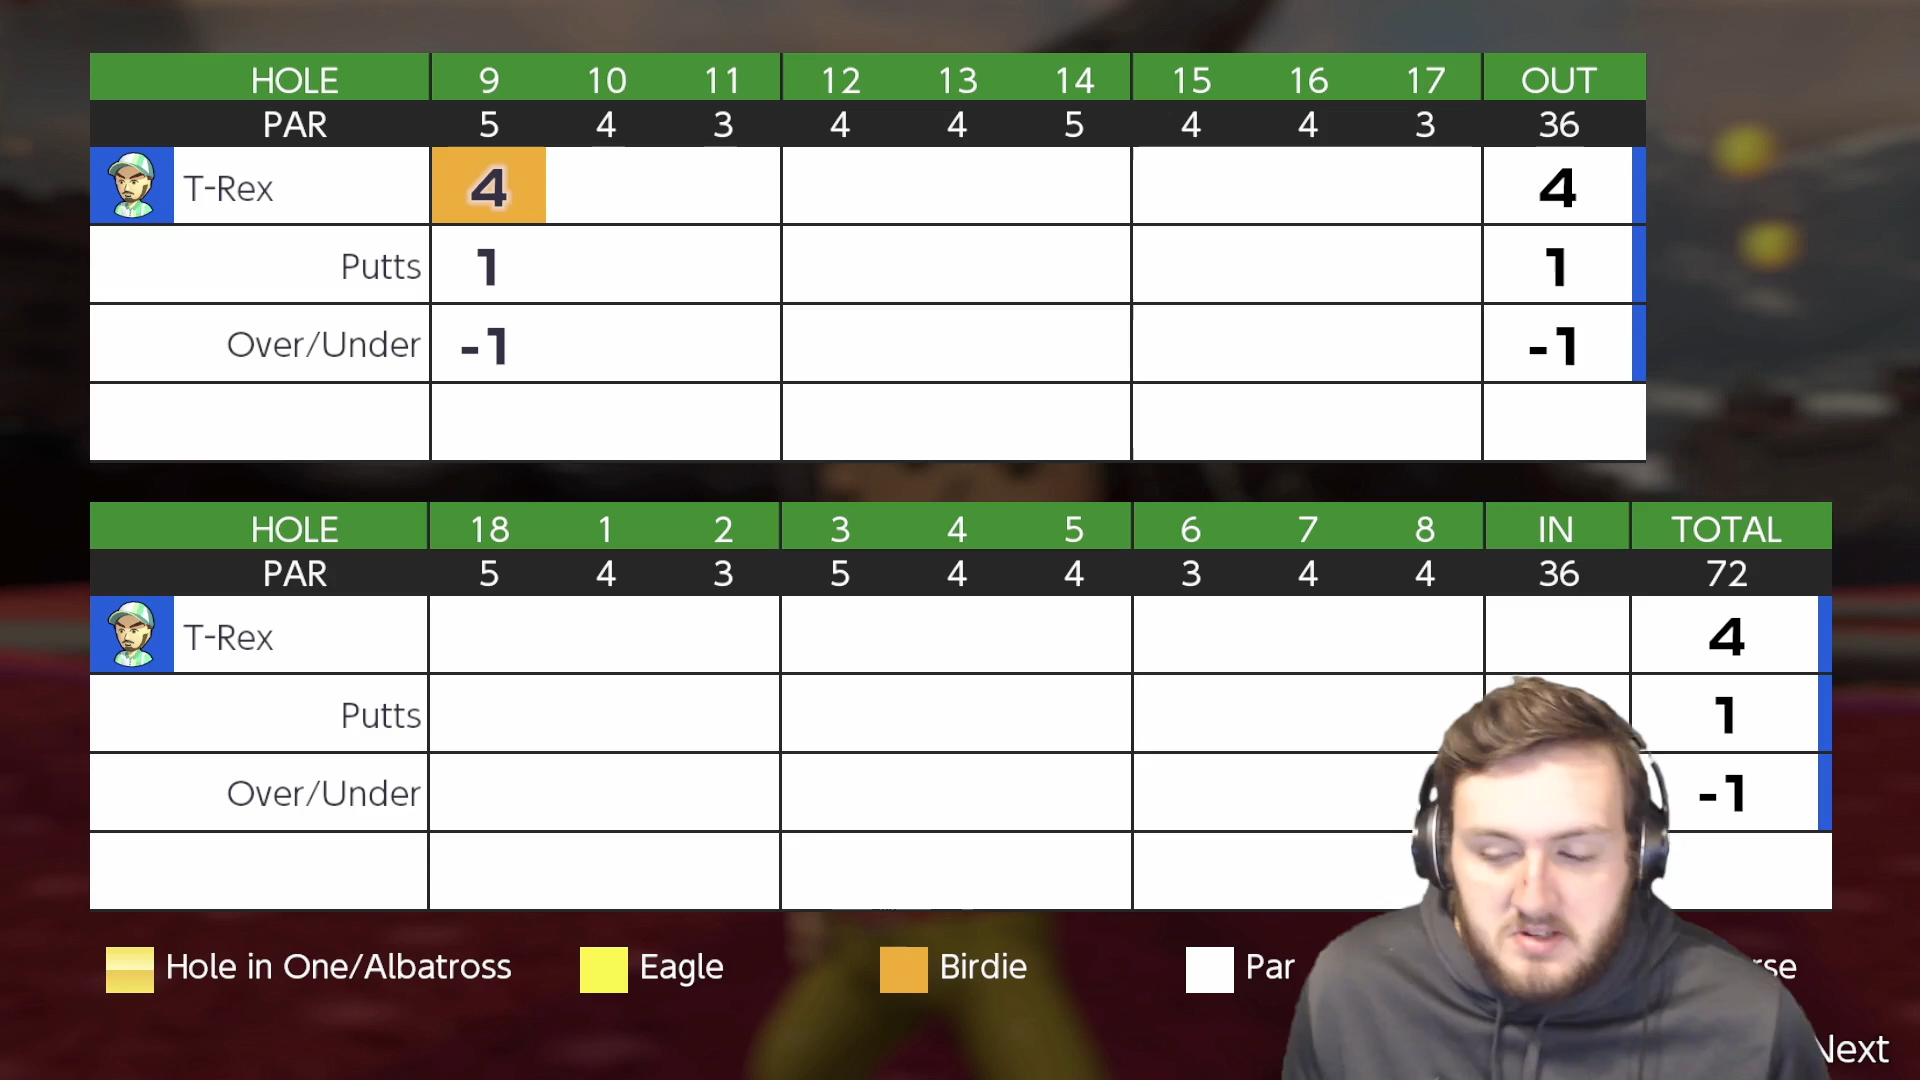 HOLE 9 10 11 12 13 14 15 16 17 OUT
PAR 5 4 3 4 4 5 4 4 3 36
T-Rex 4 4
Putts 1 1
Over/Under -1 -1
HOLE 18 1 2 3 4 5 6 7 8 IN TOTAL
PAR 5 4 3 5 4 4 3 4 4 36 72
T-Rex 4
Putts 1
Over/Under -1
Hole in One/Albatross Eagle Birdie Par
Next